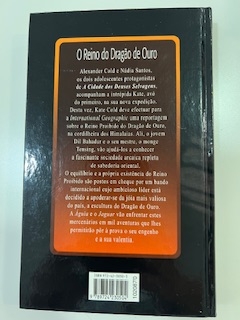 O Reino do Dragão de Ouro
Alexander Cold e Nádia Santos,
os dois adolescentes protagonistas
de A Cidade dos Deuses Selvagens,
acompanham a intrépida Kate, avó
do primeiro, na sua nova expedição.
Desta vez, Kate Cold deve efectuar para
a International Geographic uma reportagem
sobre o Reino Proibido do Dragão de Ouro,
na cordilheira dos Himalaias. Ali, o jovem
Dil Bahadur e o seu mestre, o monge
Tensing, vão ajudá-los a conhecer
a fascinante sociedade arcaica repleta
de sabedoria oriental.
O equilíbrio e a própria existência do Reino
Proibido são postos em cheque por um bando
internacional cujo ambicioso líder está
decidido a apoderar-se da jóia mais valiosa
do país, a escultura do Dragão de Ouro.
A Águia e o Jaguar vão enfrentar estes
mercenários em mil aventuras que lhes
permitirão pôr à prova o seu engenho
e a sua valentia.